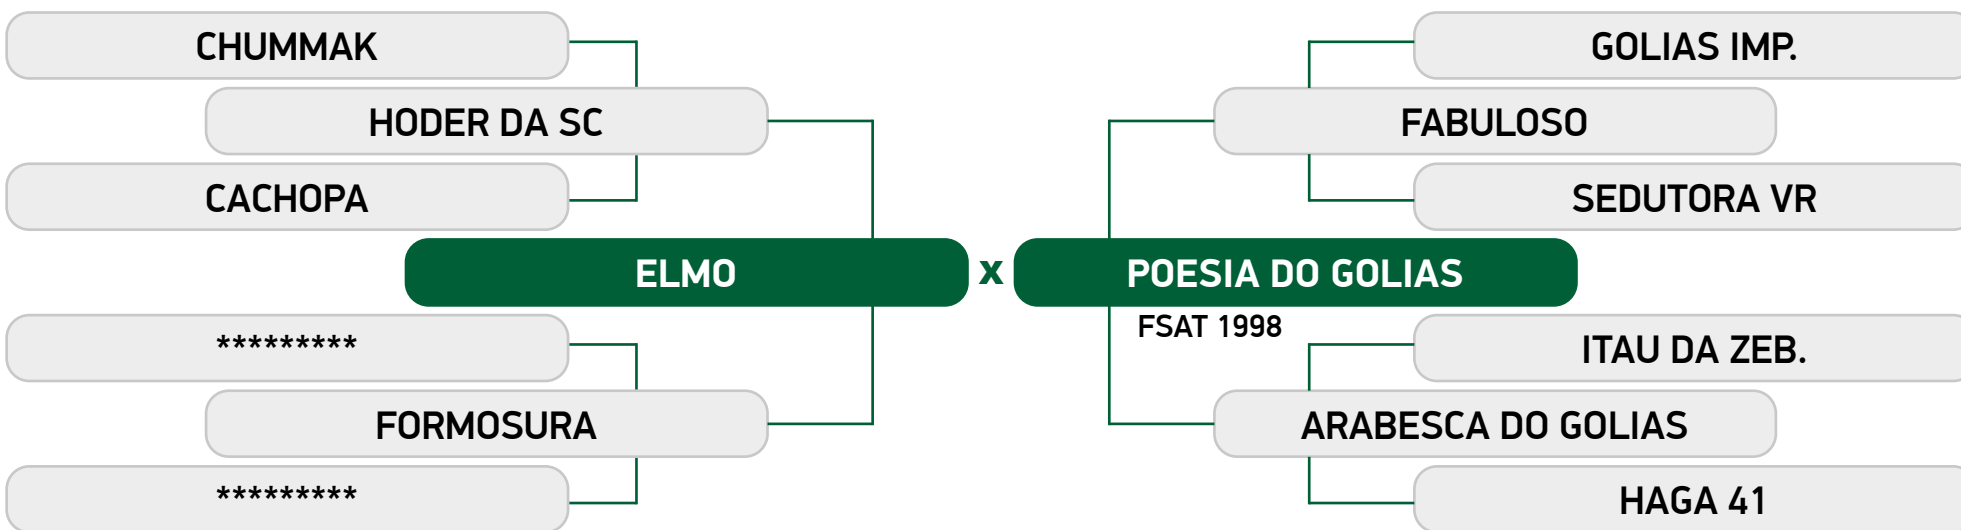 CHUMMAK
GOLIAS IMP.
HODER DA SC
FABULOSO
CACHOPA
SEDUTORA VR
ELMO x POESIA DO GOLIAS
FSAT 1998
*********
ITAU DA ZEB.
FORMOSURA
ARABESCA DO GOLIAS
*********
HAGA 41